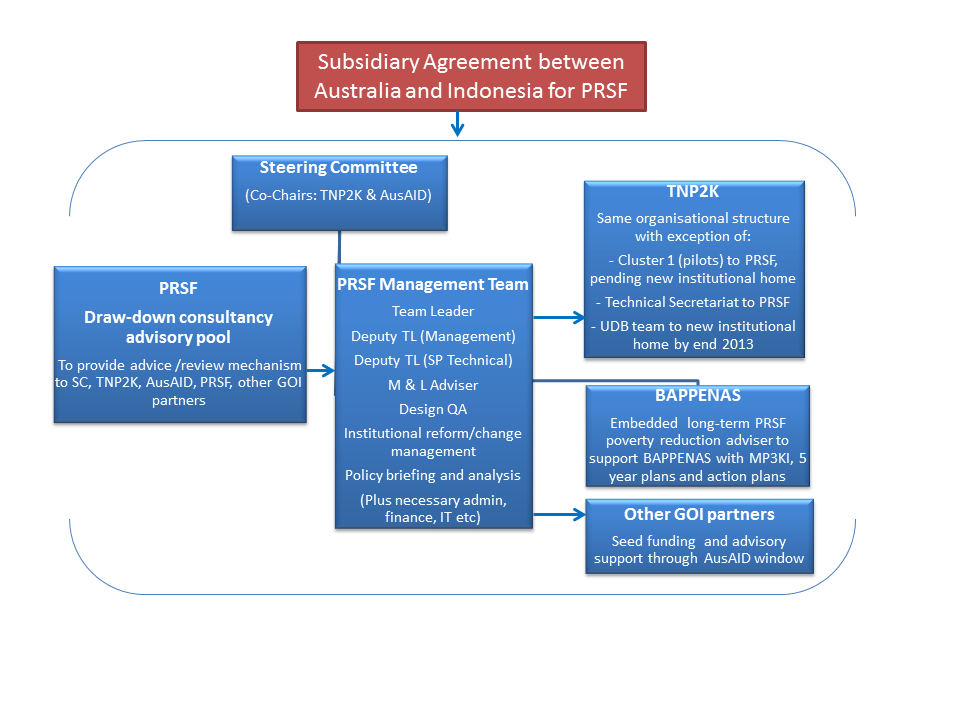 Subsidiary Agreement between
Australia and Indonesia for PRSF
Steering Committee
(Co-Chairs: TNP2K & AusAID)
PRSF
Draw-down consultancy
advisory pool
To provide advice /review mechanism
to SC, TNP2K, AusAID, PRSF, other GOI
partners
PRSF Management Team
Team Leader
Deputy TL (Management)
Deputy TL (SP Technical)
M & L Adviser
Design QA
Institutional reform/change
management
Policy briefing and analysis
(Plus necessary admin,
finance, IT etc)
TNP2K
Same organisational structure
with exception of:
- Cluster 1 (pilots) to PRSF,
pending new institutional home
- Technical Secretariat to PRSF
- UDB team to new institutional
home by end 2013
BAPPENAS
Embedded long-term PRSF
poverty reduction adviser to
support BAPPENAS with MP3KI, 5
year plans and action plans
Other GOI partners
Seed funding and advisory
support through AusAID window